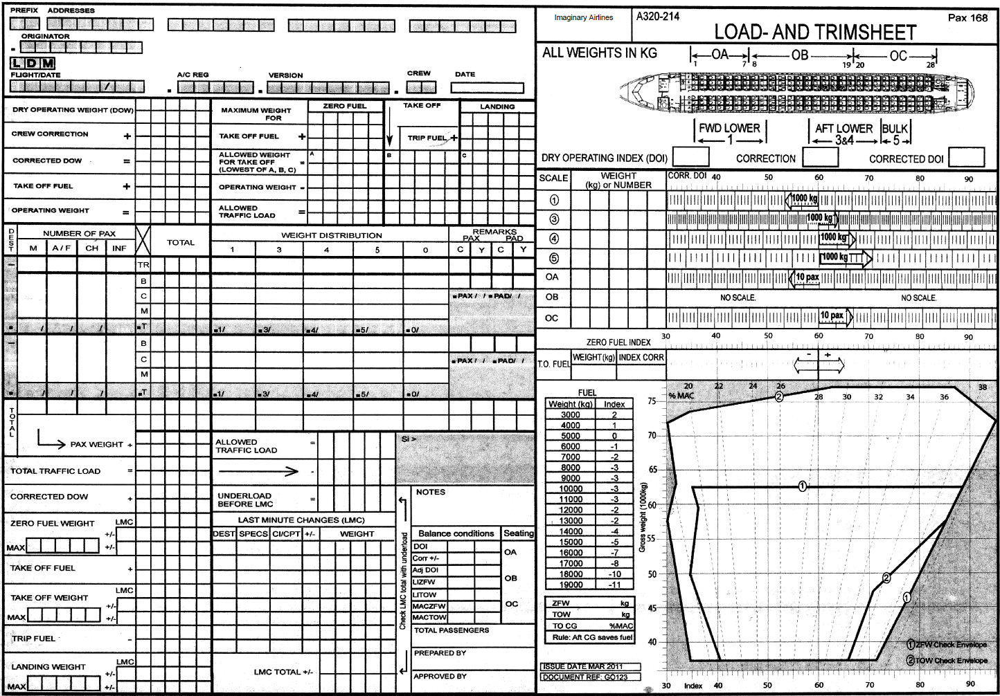 PREFIX ADDRESSES
ORIGINATOR
LDM
FLIGHT/DATE A/C REG VERSION CREW DATE
/
DRY OPERATING WEIGHT (DOW)
CREW CORRECTION +
CORRECTED DOW =
TAKE OFF FUEL +
OPERATING WEIGHT =
MAXIMUM WEIGHT FOR ZERO FUEL TAKE OFF LANDING
TAKE OFF FUEL + TRIP FUEL +
ALLOWED WEIGHT FOR TAKE OFF (LOWEST OF A, B, C) = A B C
OPERATING WEIGHT -
ALLOWED TRAFFIC LOAD =
DEST NUMBER OF PAX TOTAL WEIGHT DISTRIBUTION REMARKS
PAX PAD
M A/F CH INF 1 3 4 5 0 C Y C Y
TR
B
C ■PAX/ / ■PAD/ /
M
■ / / / ■T ■1/ ■3/ ■4/ ■5/ ■0/
B
C ■PAX/ / ■PAD/ /
M
■ / / / ■T ■1/ ■3/ ■4/ ■5/ ■0/
TOTAL
PAX WEIGHT +
TOTAL TRAFFIC LOAD =
CORRECTED DOW +
ZERO FUEL WEIGHT LMC
+/-
MAX +/-
TAKE OFF FUEL +
TAKE OFF WEIGHT LMC
+/-
MAX +/-
TRIP FUEL -
LANDING WEIGHT LMC
MAX +/-
ALLOWED TRAFFIC LOAD =
-
UNDERLOAD BEFORE LMC =
LAST MINUTE CHANGES (LMC)
DEST SPECS Cl/CPT +/- WEIGHT
LMC TOTAL +/-
Check LMC total with underload
Si >
NOTES
Balance conditions Seating
DOI
Corr +/-
Adj DOI
LIZFW
LITOW
MACZFW
MACTOW
OA
OB
OC
TOTAL PASSENGERS
PREPARED BY
APPROVED BY
Imaginary Airlines A320-214 Pax 168
LOAD- AND TRIMSHEET
ALL WEIGHTS IN KG
OA OB OC
1 7 8 19 20 28
FWD LOWER 1
AFT LOWER 3&4
BULK 5
DRY OPERATING INDEX (DOI) CORRECTION CORRECTED DOI
SCALE WEIGHT (kg) or NUMBER CORR. DOI 40 50 60 70 80 90
1 1000 kg
3 1000 kg
4 1000 kg
5 1000 kg
OA 10 pax
OB NO SCALE. NO SCALE.
OC 10 pax
ZERO FUEL INDEX 30 40 50 60 70 80 90
T.O. FUEL WEIGHT(kg) INDEX CORR - +
FUEL
Weight (kg) Index
3000 2
4000 1
5000 0
6000 -1
7000 -2
8000 -3
9000 -3
10000 -3
11000 -3
12000 -2
13000 -2
14000 -4
15000 -5
16000 -7
17000 -8
18000 -10
19000 -11
ZFW kg
TOW kg
TO CG %MAC
Rule: Aft CG saves fuel
ISSUE DATE MAR 2011
DOCUMENT REF: GO123
% MAC 20 22 24 26 28 30 32 34 36 38
Gross weight (1000kg)
75
70
65
60
55
50
45
40
2
1
2
1
1 ZFW Check Envelope
2 TOW Check Envelope
30 Index 40 50 60 70 80 90